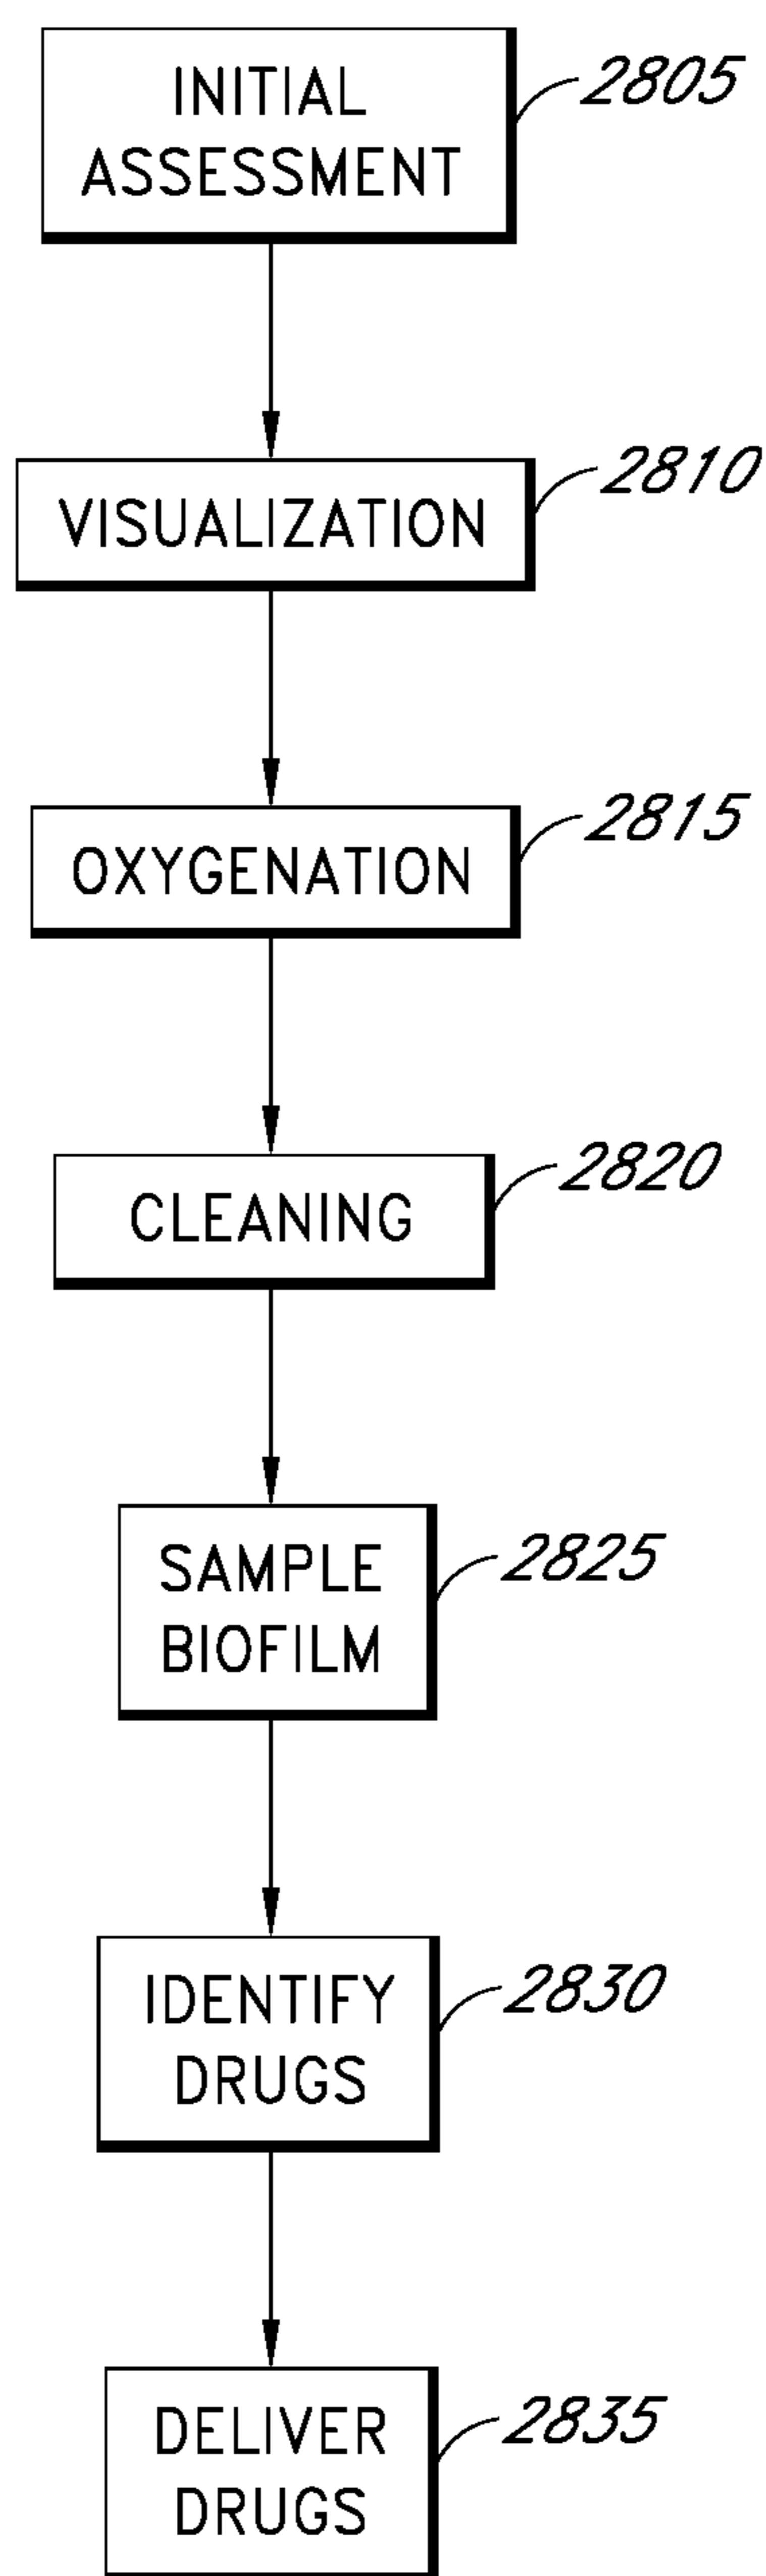 INITIAL
ASSESSMENT
2805
VISUALIZATION
2810
OXYGENATION
2815
CLEANING
2820
SAMPLE
BIOFILM
2825
IDENTIFY
DRUGS
2830
DELIVER
DRUGS
2835